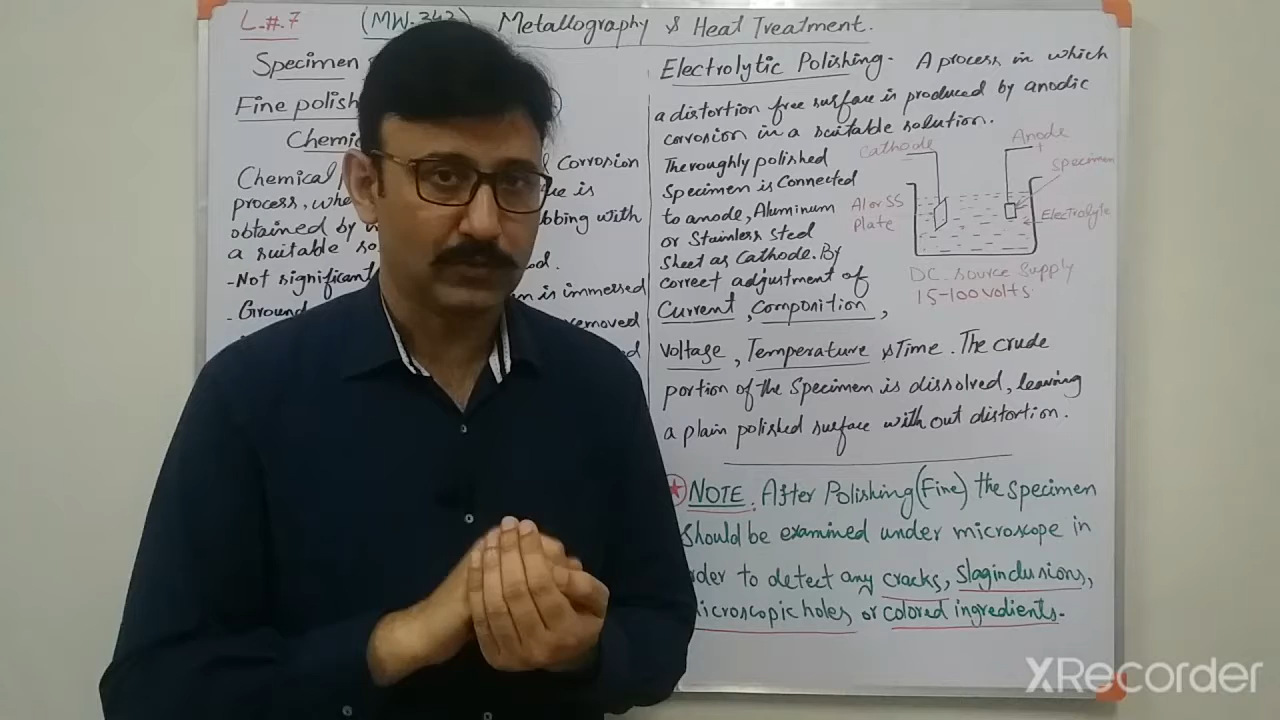 L.#.7 (MW-242) Metallography & Heat Treatment.
Specimen
Fine polish
Chemic
Corrosion
Chemical
process, whe
ue is
obtained by
bbing with
a suitable so
od.
-Not significant
n is immersed
- Ground
removed
Electrolytic Polishing. A process in which
a distortion free surface is produced by anodic
corrosion in a suitable solution.
Thoroughly polished
Specimen is Connected
to anode, Aluminum
or Stainless Steel
Sheet as Cathode. By
correct adjustment of
Current, Composition,
Voltage, Temperature & Time. The crude
portion of the Specimen is dissolved, leaving
a plain polished surface with out distortion.
Cathode
Anode
+
Specimen
Al or SS
Plate
Electrolyte
DC source Supply
15-100 volts.
NOTE. After Polishing (Fine) the Specimen
Should be examined under microscope in
rder to detect any cracks, Slaginclusions,
icroscopic holes or colored ingredients.
XRecorder